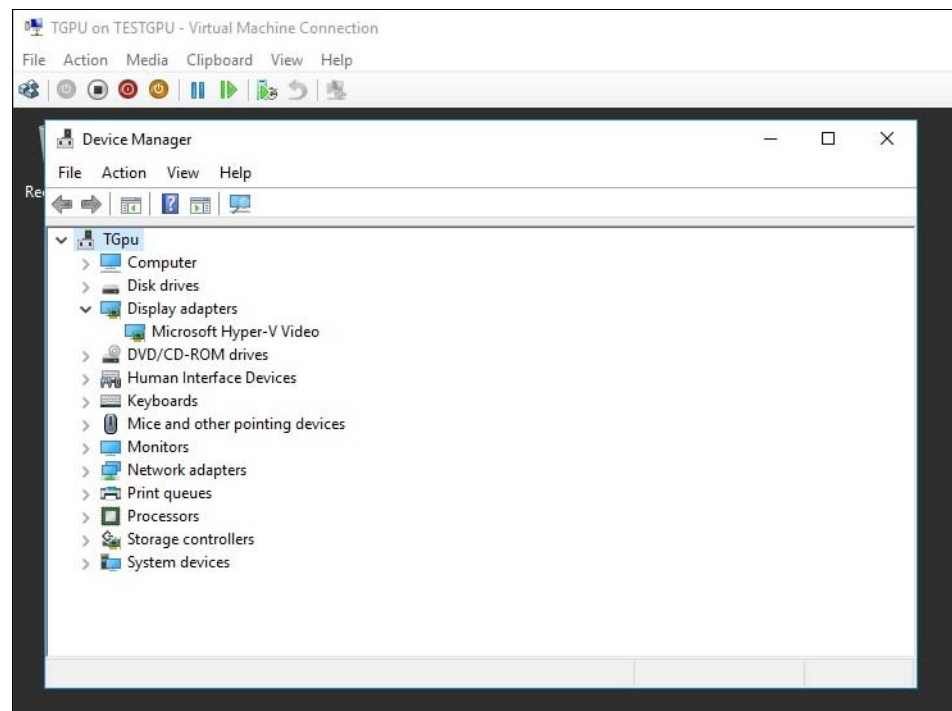 TGPU on TESTGPU - Virtual Machine Connection
File Action Media Clipboard View Help
Device Manager
File Action View Help
Re
TGpu
Computer
Disk drives
Display adapters
Microsoft Hyper-V Video
DVD/CD-ROM drives
Human Interface Devices
Keyboards
Mice and other pointing devices
Monitors
Network adapters
Print queues
Processors
Storage controllers
System devices